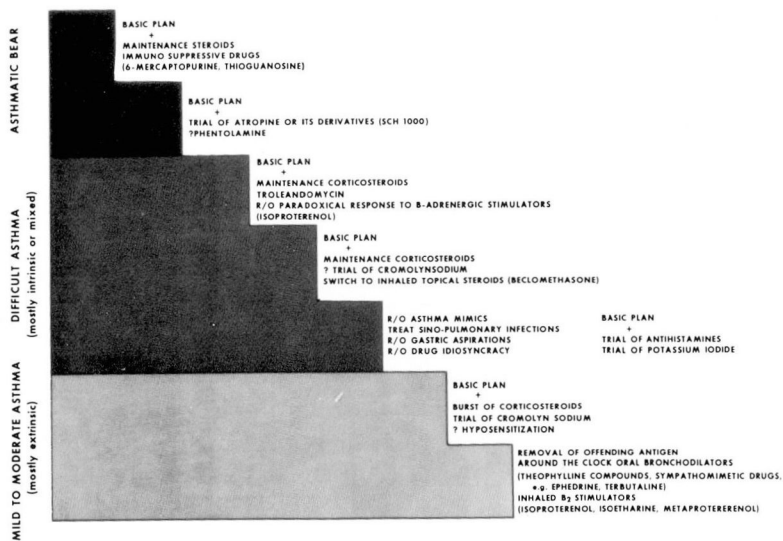 ASTHMATIC BEAR
BASIC PLAN
+
MAINTENANCE STEROIDS
IMMUNO SUPPRESSIVE DRUGS
(6-MERCAPTOPURINE, THIOGUANOSINE)
BASIC PLAN
+
TRIAL OF ATROPINE OR ITS DERIVATIVES (SCH 1000)
?PHENTOLAMINE
DIFFICULT ASTHMA
(mostly intrinsic or mixed)
BASIC PLAN
+
MAINTENANCE CORTICOSTEROIDS
TROLEANDOMYCIN
R/O PARADOXICAL RESPONSE TO B-ADRENERGIC STIMULATORS
(ISOPROTERENOL)
BASIC PLAN
+
MAINTENANCE CORTICOSTEROIDS
? TRIAL OF CROMOLYNSODIUM
SWITCH TO INHALED TOPICAL STEROIDS (BECLOMETHASONE)
R/O ASTHMA MIMICS
TREAT SINO-PULMONARY INFECTIONS
R/O GASTRIC ASPIRATIONS
R/O DRUG IDIOSYNCRACY
BASIC PLAN
+
TRIAL OF ANTIHISTAMINES
TRIAL OF POTASSIUM IODIDE
MILD TO MODERATE ASTHMA
(mostly extrinsic)
BASIC PLAN
+
BURST OF CORTICOSTEROIDS
TRIAL OF CROMOLYN SODIUM
? HYPOSENSITIZATION
REMOVAL OF OFFENDING ANTIGEN
AROUND THE CLOCK ORAL BRONCHODILATORS
(THEOPHYLLINE COMPOUNDS, SYMPATHOMIMETIC DRUGS,
e.g. EPHEDRINE, TERBUTALINE)
INHALED B₂ STIMULATORS
(ISOPROTERENOL, ISOETHARINE, METAPROTERERENOL)